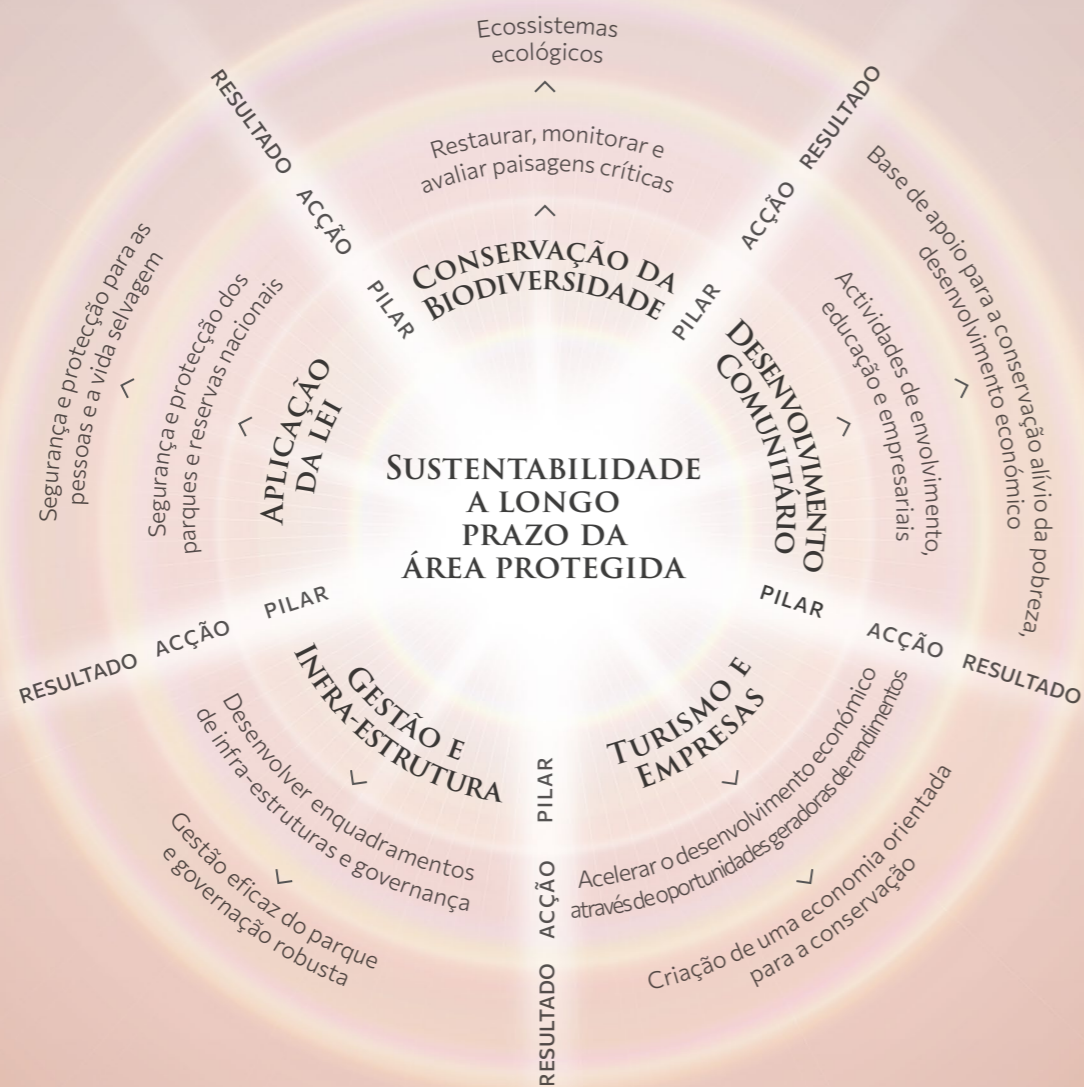 SUSTENTABILIDADE
A LONGO
PRAZO DA
ÁREA PROTEGIDA
PILAR
ACÇÃO
RESULTADO
CONSERVAÇÃO DA
BIODIVERSIDADE
Restaurar, monitorar e
avaliar paisagens críticas
Ecossistemas
ecológicos
PILAR
ACÇÃO
RESULTADO
DESENVOLVIMENTO
COMUNITÁRIO
Actividades de envolvimento,
educação e empresariais
Base de apoio para a conservação alívio da pobreza,
desenvolvimento económico
PILAR
ACÇÃO
RESULTADO
TURISMO E
EMPRESAS
Acelerar o desenvolvimento económico
através de oportunidades geradoras de rendimentos
Criação de uma economia orientada
para a conservação
PILAR
ACÇÃO
RESULTADO
GESTÃO E
INFRA-ESTRUTURA
Desenvolver enquadramentos
de infra-estruturas e governança
Gestão eficaz do parque
e governação robusta
PILAR
ACÇÃO
RESULTADO
APLICAÇÃO
DA LEI
Segurança e protecção dos
parques e reservas nacionais
Segurança e protecção para as
pessoas e a vida selvagem